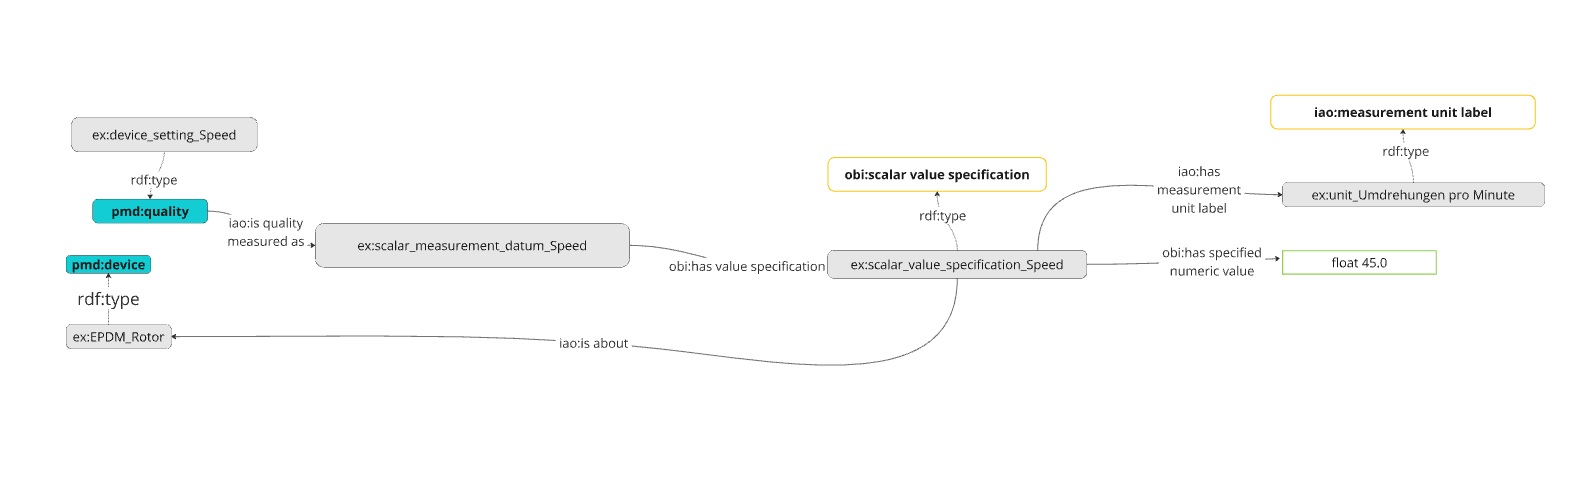 iao:measurement unit label
ex:device_setting_Speed
rdf:type
obi:scalar value specification
iao:has
measurement
unit label
rdf:type
ex:unit_Umdrehungen pro Minute
pmd:quality
iao:is quality
measured as
rdf:type
ex:scalar_measurement_datum_Speed
obi:has value specification
ex:scalar_value_specification_Speed
obi:has specified
numeric value
float 45.0
pmd:device
rdf:type
ex:EPDM_Rotor
iao:is about